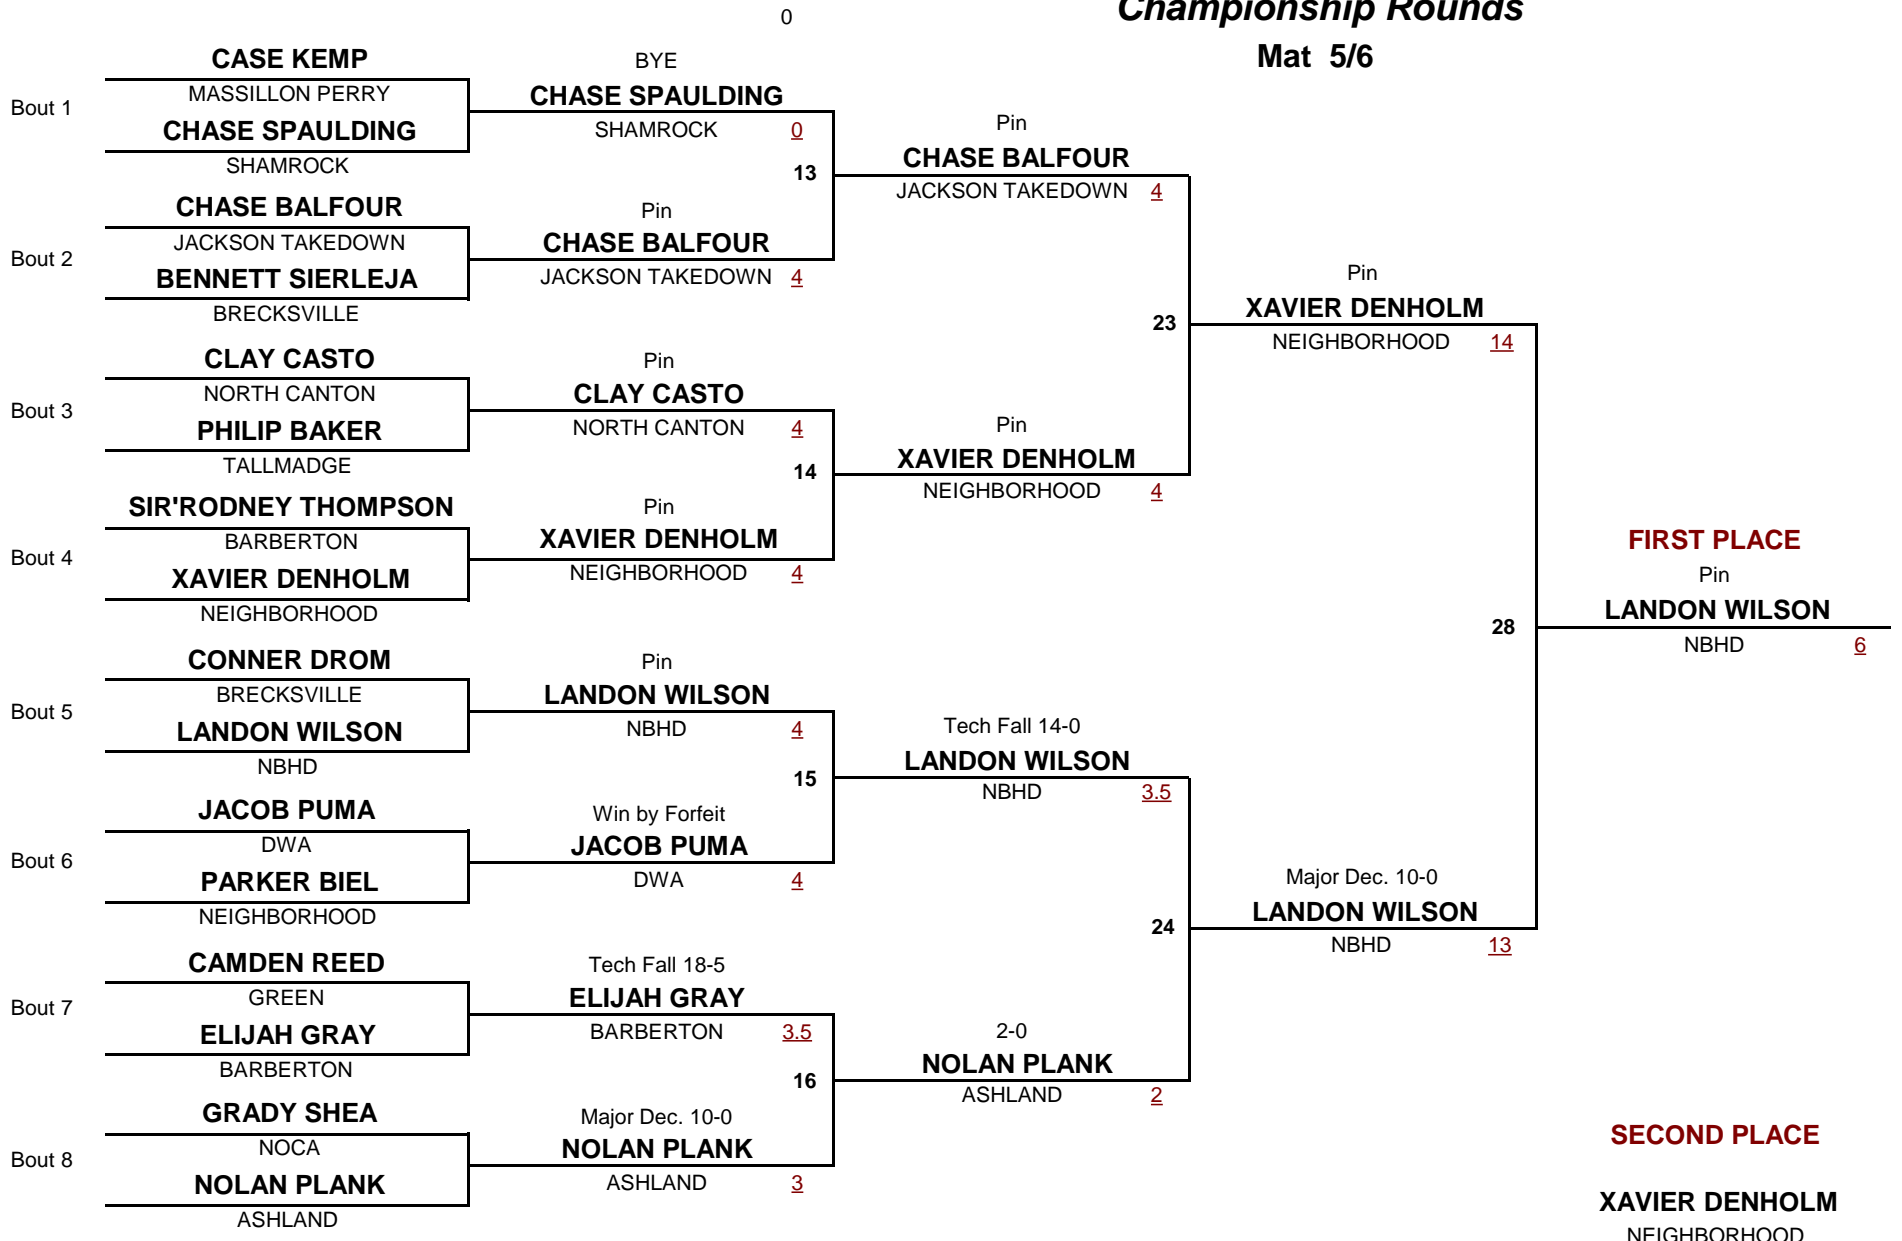 0
Championship Rounds
Mat 5/6
Bout 1
CASE KEMP
MASSILLON PERRY
CHASE SPAULDING
SHAMROCK
Bout 2
CHASE BALFOUR
JACKSON TAKEDOWN
BENNETT SIERLEJA
BRECKSVILLE
Bout 3
CLAY CASTO
NORTH CANTON
PHILIP BAKER
TALLMADGE
Bout 4
SIR'RODNEY THOMPSON
BARBERTON
XAVIER DENHOLM
NEIGHBORHOOD
Bout 5
CONNER DROM
BRECKSVILLE
LANDON WILSON
NBHD
Bout 6
JACOB PUMA
DWA
PARKER BIEL
NEIGHBORHOOD
Bout 7
CAMDEN REED
GREEN
ELIJAH GRAY
BARBERTON
Bout 8
GRADY SHEA
NOCA
NOLAN PLANK
ASHLAND
BYE
CHASE SPAULDING
SHAMROCK 0
13
Pin
CHASE BALFOUR
JACKSON TAKEDOWN 4
Pin
CLAY CASTO
NORTH CANTON 4
14
Pin
XAVIER DENHOLM
NEIGHBORHOOD 4
Pin
LANDON WILSON
NBHD 4
15
Win by Forfeit
JACOB PUMA
DWA 4
Tech Fall 18-5
ELIJAH GRAY
BARBERTON 3.5
16
Major Dec. 10-0
NOLAN PLANK
ASHLAND 3
Pin
CHASE BALFOUR
JACKSON TAKEDOWN 4
23
Pin
XAVIER DENHOLM
NEIGHBORHOOD 4
Tech Fall 14-0
LANDON WILSON
NBHD 3.5
24
2-0
NOLAN PLANK
ASHLAND 2
Pin
XAVIER DENHOLM
NEIGHBORHOOD 14
28
Major Dec. 10-0
LANDON WILSON
NBHD 13
FIRST PLACE
Pin
LANDON WILSON
NBHD 6
SECOND PLACE
XAVIER DENHOLM
NEIGHBORHOOD